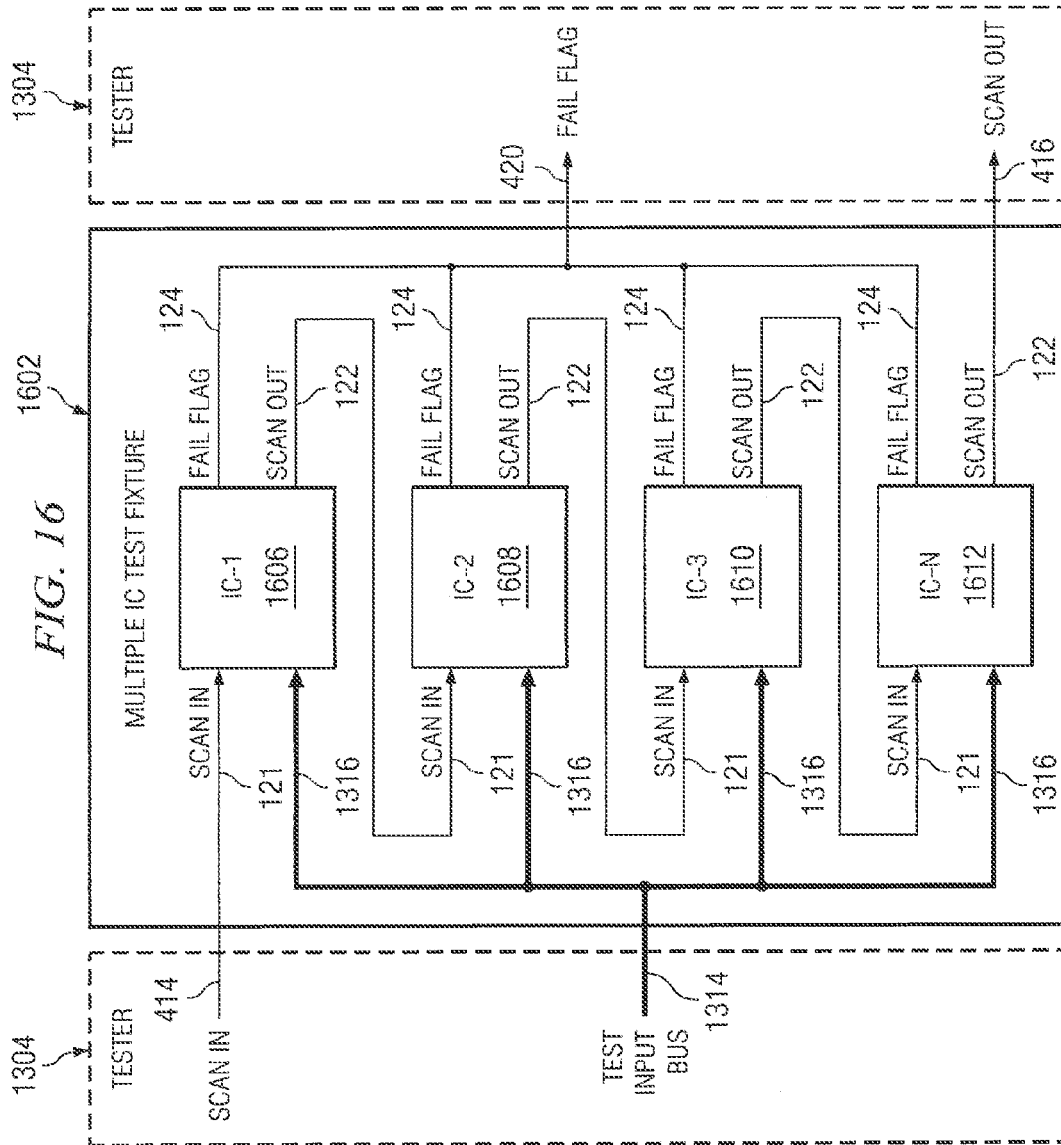 FIG. 16
1304
TESTER
SCAN IN
414
TEST
INPUT
BUS
1314
1602
MULTIPLE IC TEST FIXTURE
SCAN IN
121
1316
IC-1
1606
FAIL FLAG
124
SCAN OUT
122
SCAN IN
121
1316
IC-2
1608
FAIL FLAG
124
SCAN OUT
122
SCAN IN
121
1316
IC-3
1610
FAIL FLAG
124
SCAN OUT
122
SCAN IN
121
1316
IC-N
1612
FAIL FLAG
124
SCAN OUT
122
1304
TESTER
420
FAIL FLAG
416
SCAN OUT